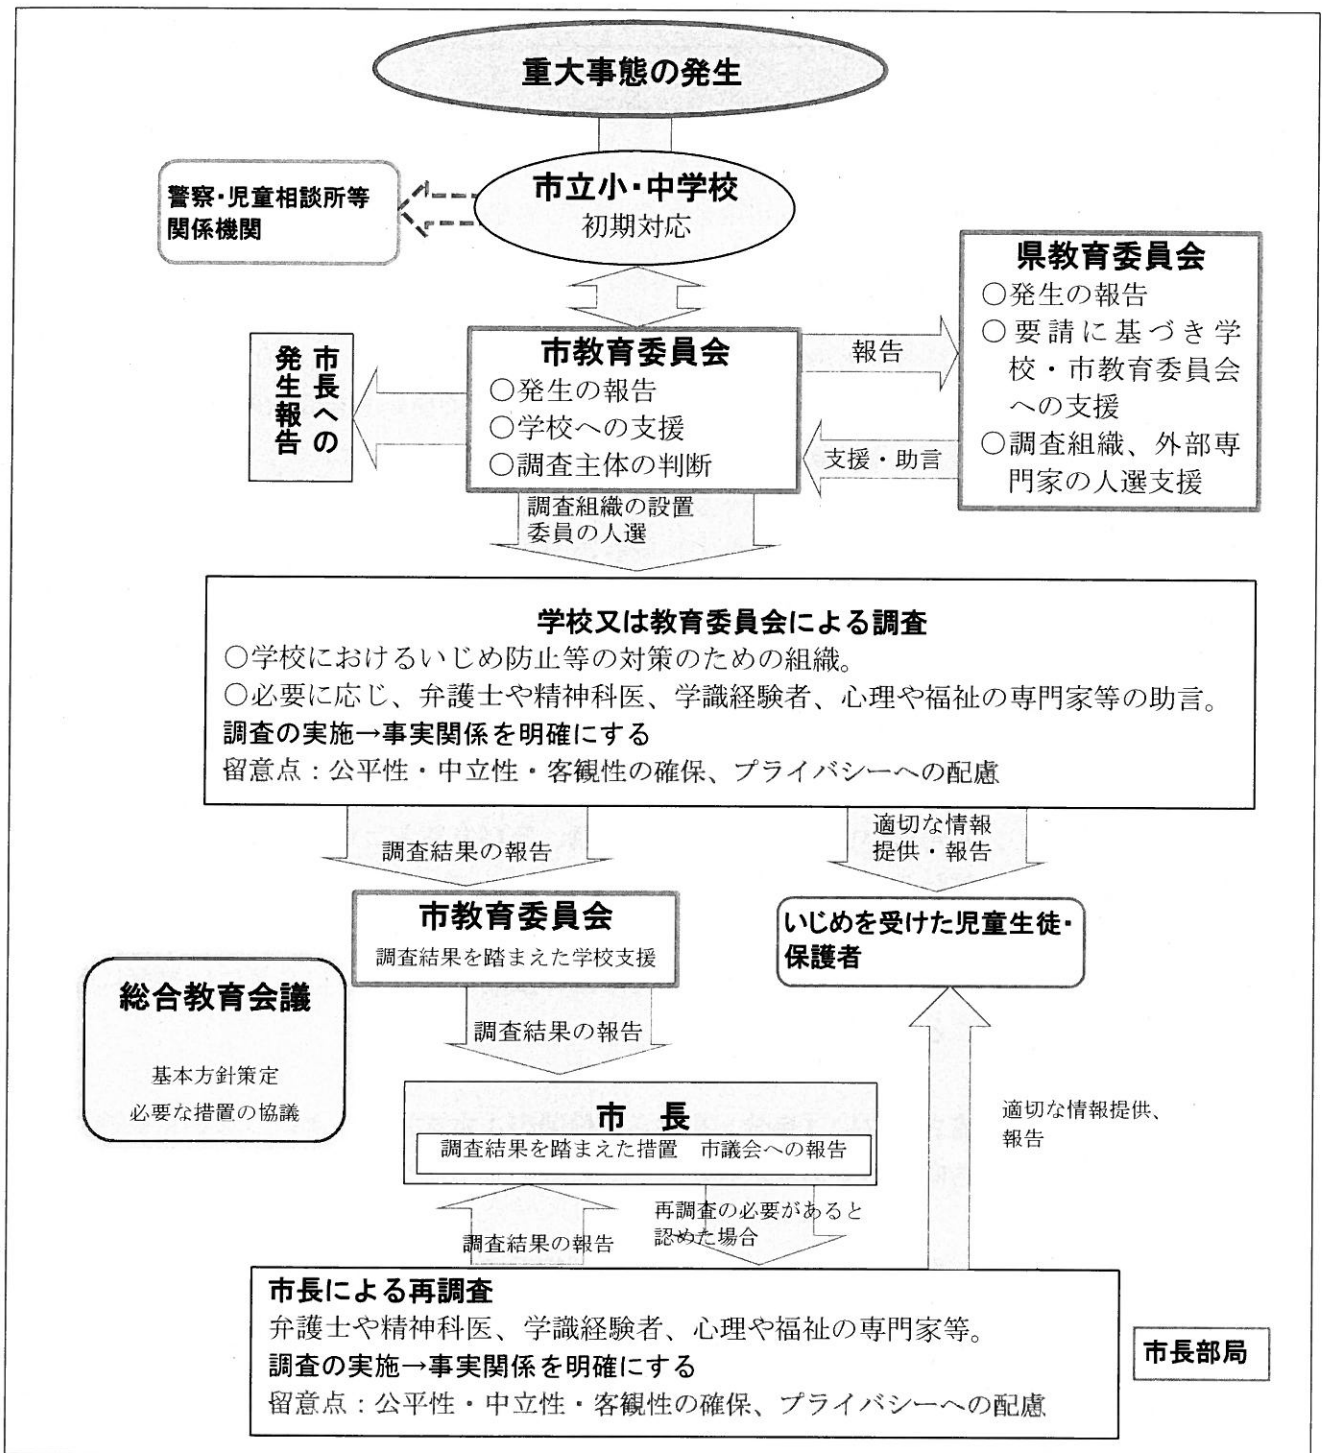 重大事態の発生
市立小・中学校
初期対応
警察・児童相談所等
関係機関
県教育委員会
○発生の報告
○要請に基づき学
校・市教育委員会
への支援
○調査組織、外部専
門家の人選支援
市教育委員会
○発生の報告
○学校への支援
○調査主体の判断
報告
支援・助言
市長への
発生報告
調査組織の設置
委員の人選
学校又は教育委員会による調査
○学校におけるいじめ防止等の対策のための組織。
○必要に応じ、弁護士や精神科医、学識経験者、心理や福祉の専門家等の助言。
調査の実施→事実関係を明確にする
留意点：公平性・中立性・客観性の確保、プライバシーへの配慮
調査結果の報告
適切な情報
提供・報告
市教育委員会
調査結果を踏まえた学校支援
いじめを受けた児童生徒・
保護者
総合教育会議
基本方針策定
必要な措置の協議
調査結果の報告
市　長
調査結果を踏まえた措置　市議会への報告
適切な情報提供、
報告
調査結果の報告
再調査の必要があると
認めた場合
市長による再調査
弁護士や精神科医、学識経験者、心理や福祉の専門家等。
調査の実施→事実関係を明確にする
留意点：公平性・中立性・客観性の確保、プライバシーへの配慮
市長部局